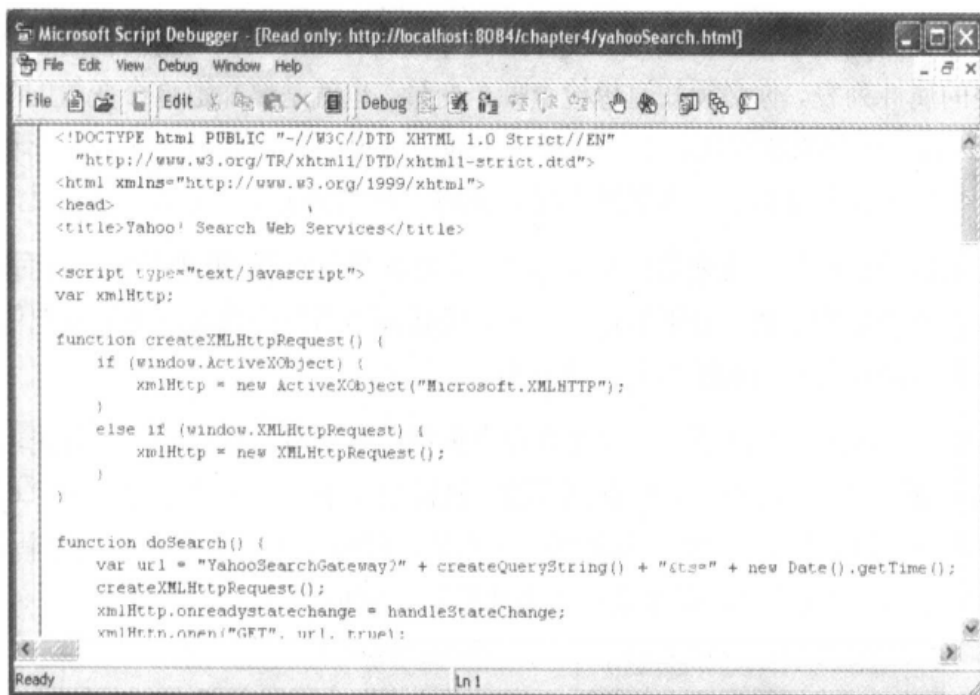 Microsoft Script Debugger - [Read only: http://localhost:8084/chapter4/yahooSearch.html]
File Edit View Debug Window Help
File Edit Debug
<!DOCTYPE html PUBLIC "-//W3C//DTD XHTML 1.0 Strict//EN"
"http://www.w3.org/TR/xhtml1/DTD/xhtml1-strict.dtd">
<html xmlns="http://www.w3.org/1999/xhtml">
<head>
<title>Yahoo! Search Web Services</title>
<script type="text/javascript">
var xmlHttp;
function createXMLHttpRequest() {
if (window.ActiveXObject) {
xmlHttp = new ActiveXObject("Microsoft.XMLHTTP");
}
else if (window.XMLHttpRequest) {
xmlHttp = new XMLHttpRequest();
}
}
function doSearch() {
var url = "YahooSearchGateway?" + createQueryString() + "&ts=" + new Date().getTime();
createXMLHttpRequest();
xmlHttp.onreadystatechange = handleStateChange;
xmlHttp.open("GET", url, true);
Ready Ln 1